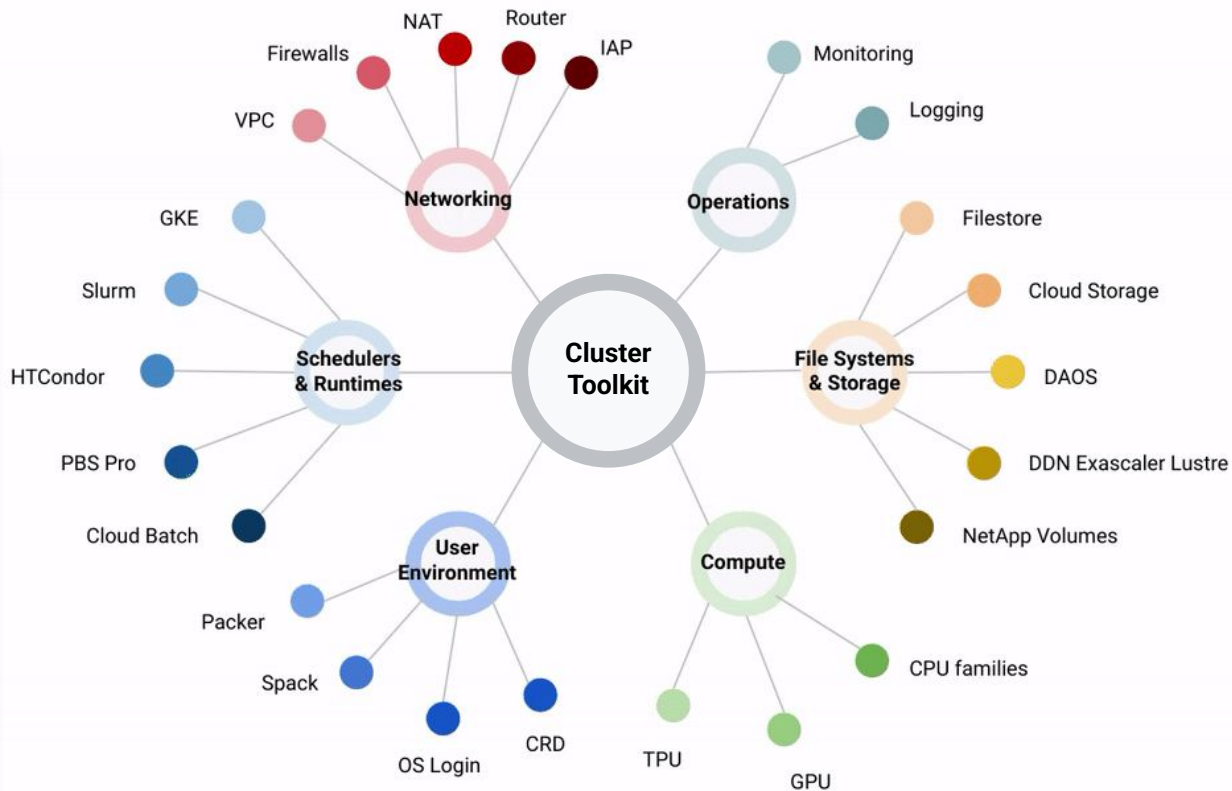 NAT
Router
IAP
Firewalls
VPC
Networking
Monitoring
Logging
Operations
GKE
Slurm
HTCondor
PBS Pro
Cloud Batch
Schedulers
& Runtimes
Cluster
Toolkit
Filestore
Cloud Storage
DAOS
DDN Exascaler Lustre
NetApp Volumes
File Systems
& Storage
User
Environment
Packer
Spack
OS Login
CRD
Compute
CPU families
TPU
GPU